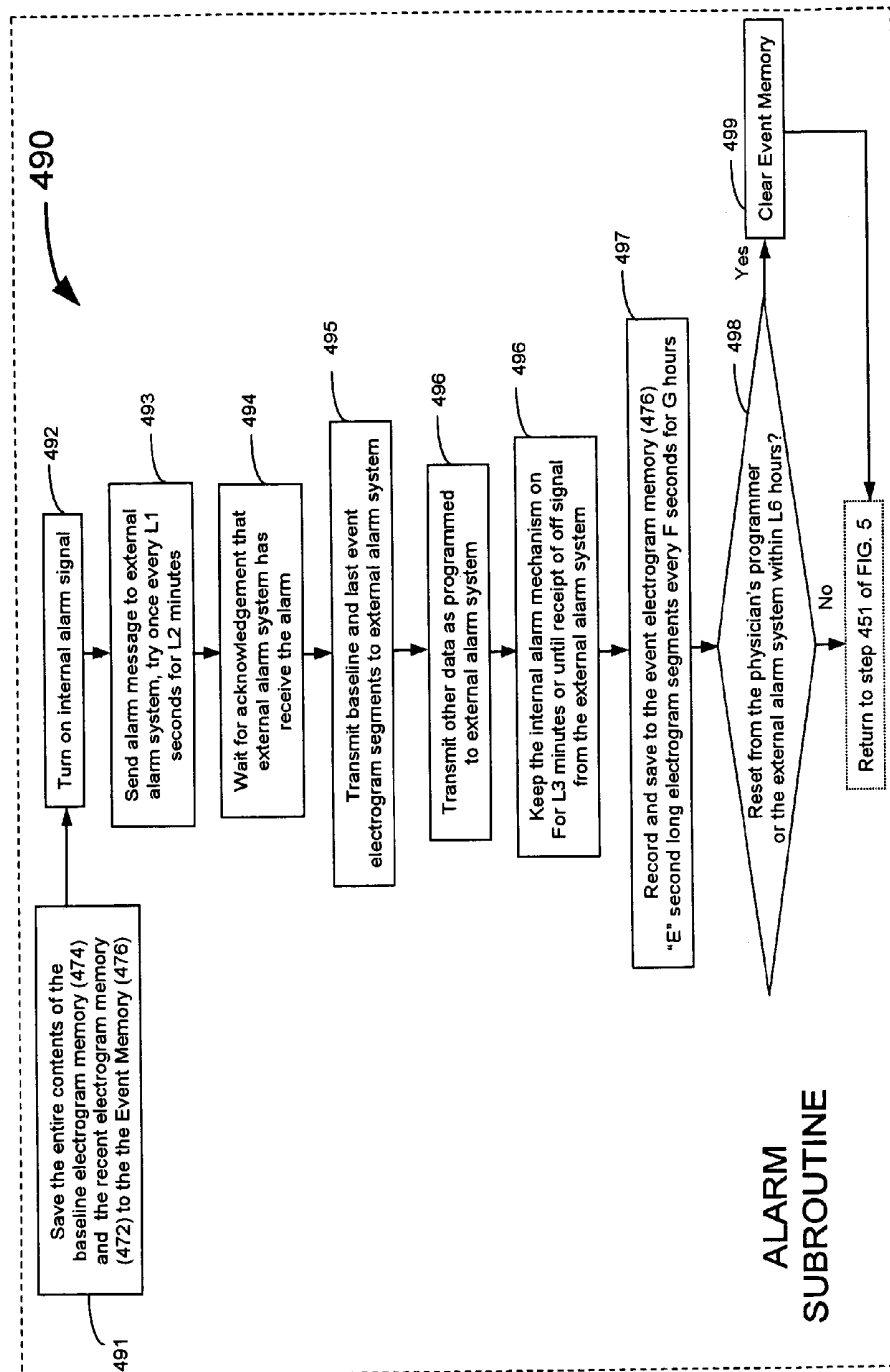 490
491
Save the entire contents of the
baseline electrogram memory (474)
and the recent electrogram memory
(472) to the the Event Memory (476)
492
Turn on internal alarm signal
493
Send alarm message to external
alarm system, try once every L1
seconds for L2 minutes
494
Wait for acknowledgement that
external alarm system has
receive the alarm
495
Transmit baseline and last event
electrogram segments to external alarm system
496
Transmit other data as programmed
to external alarm system
496
Keep the internal alarm mechanism on
For L3 minutes or until receipt of off signal
from the external alarm system
497
Record and save to the event electrogram memory (476)
“E” second long electrogram segments every F seconds for G hours
498
Reset from the physician's programmer
or the external alarm system within L6 hours?
Yes
499
Clear Event Memory
No
Return to step 451 of FIG. 5
ALARM
SUBROUTINE